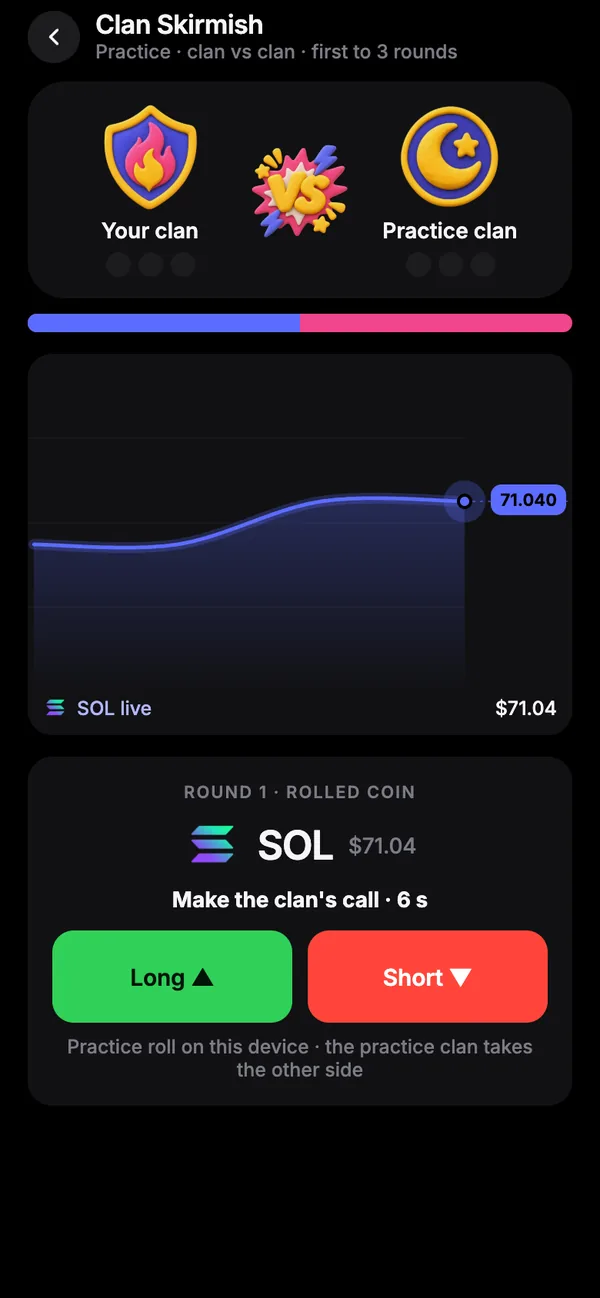 Clan Skirmish
Practice · clan vs clan · first to 3 rounds
VS
Your clan
Practice clan
71.040
SOL live
$71.04
ROUND 1 · ROLLED COIN
SOL $71.04
Make the clan's call · 6 s
Long ▲
Short ▼
Practice roll on this device · the practice clan takes
the other side